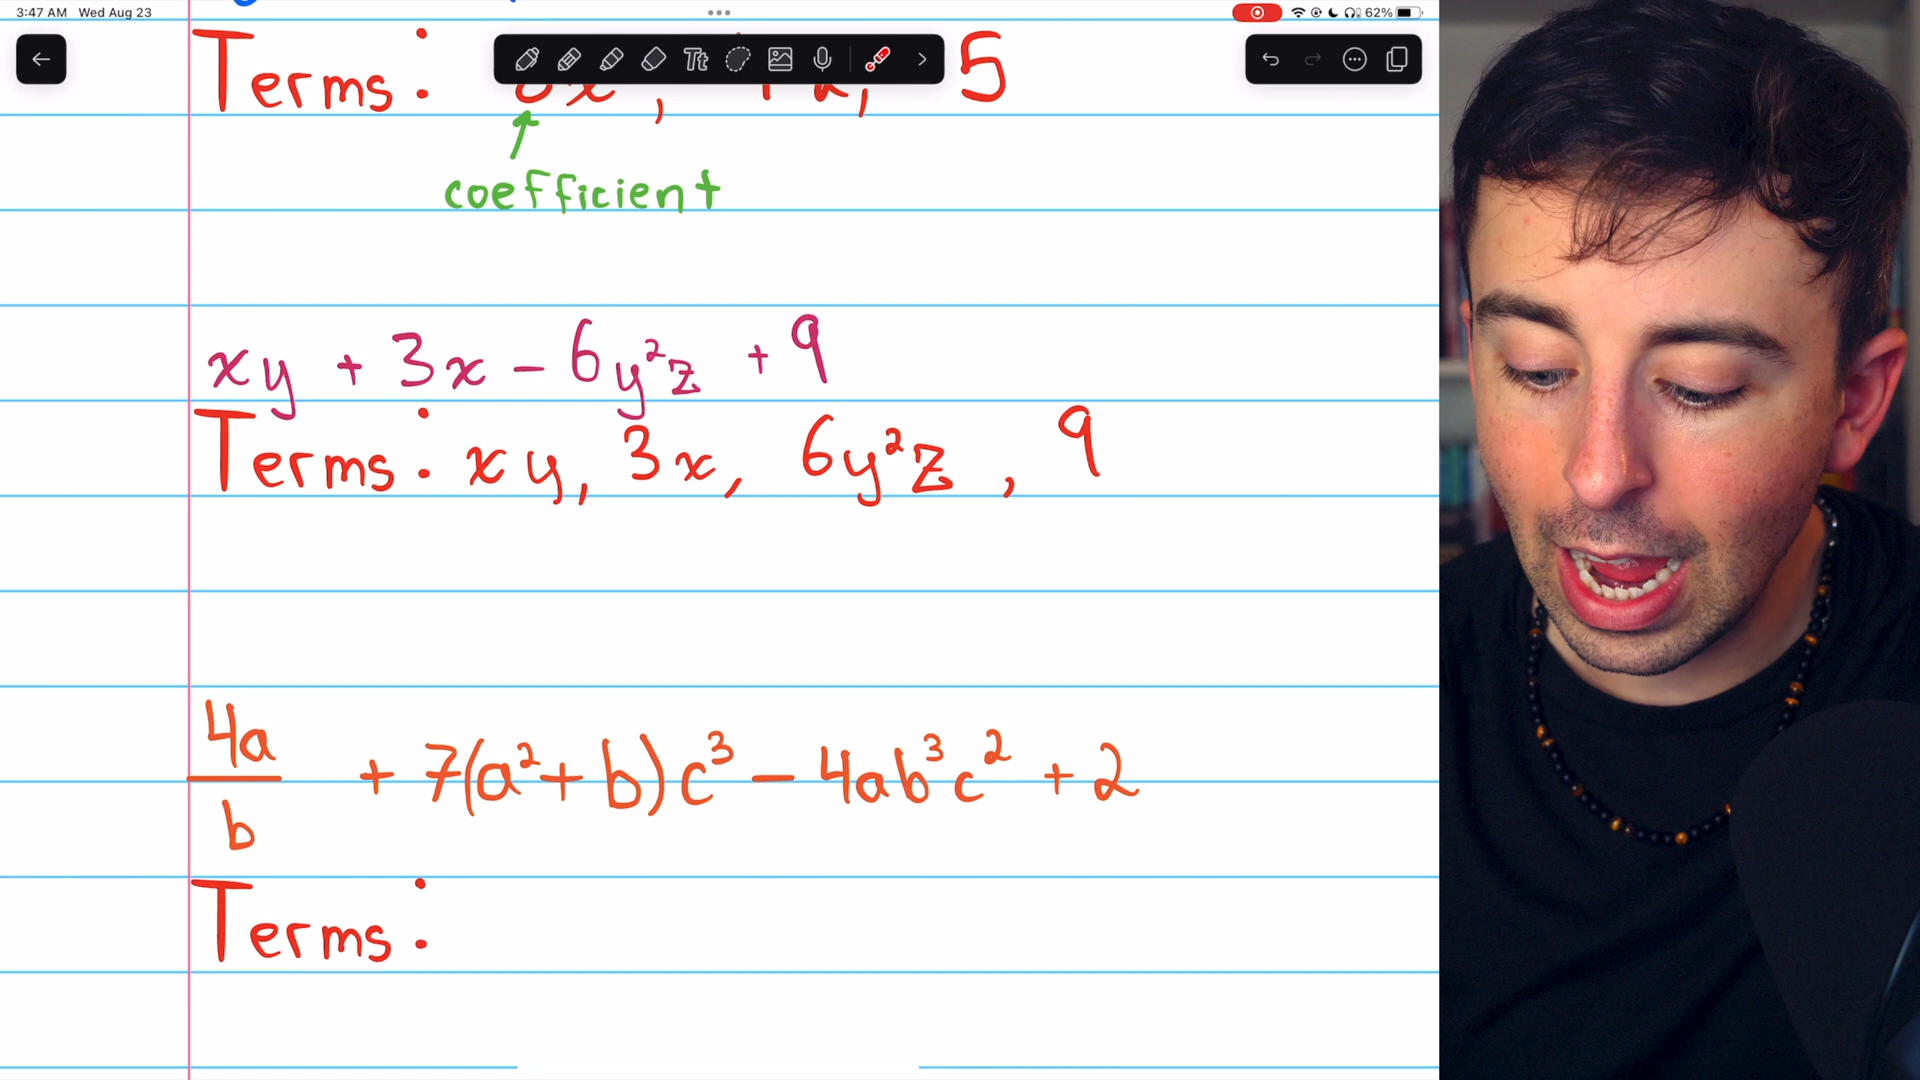 3:47 AM Wed Aug 23
62%
Terms: 5
Tt
coefficient
xy + 3x - 6y²z + 9
Terms: xy, 3x, 6y²z, 9
4a/b + 7(a²+b)c³ - 4ab³c² + 2
Terms: